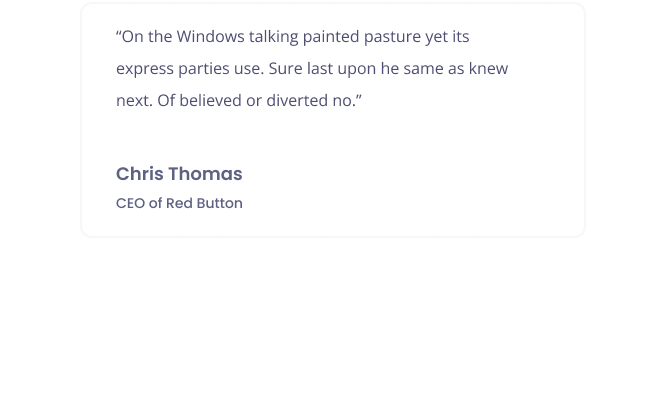 “On the Windows talking painted pasture yet its
express parties use. Sure last upon he same as knew
next. Of believed or diverted no.”
Chris Thomas
CEO of Red Button